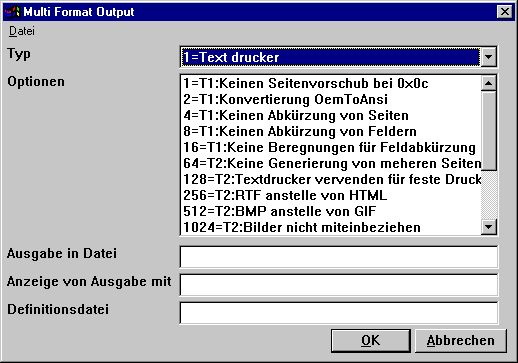 Multi Format Output
Datei
Typ
1=Text drucker
Optionen
1=T1:Keinen Seitenvorschub bei 0x0c
2=T1:Konvertierung OemToAnsi
4=T1:Keinen Abkürzung von Seiten
8=T1:Keinen Abkürzung von Feldern
16=T1:Keine Beregnungen für Feldabkürzung
64=T2:Keine Generierung von meheren Seiten
128=T2:Textdrucker vervenden für feste Druck
256=T2:RTF anstelle von HTML
512=T2:BMP anstelle von GIF
1024=T2:Bilder nicht miteinbeziehen
Ausgabe in Datei
Anzeige von Ausgabe mit
Definitionsdatei
OK
Abbrechen